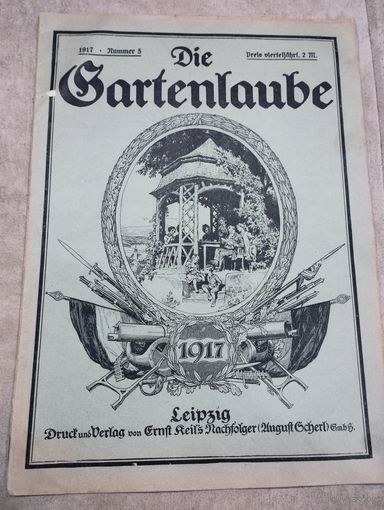 1917 · Nummer 5
Preis vierteljährl. 2 M.
Die
Gartenlaube
1917
Leipzig
Druck und Verlag von Ernst Keil's Nachfolger (August Scherl) GmbH.